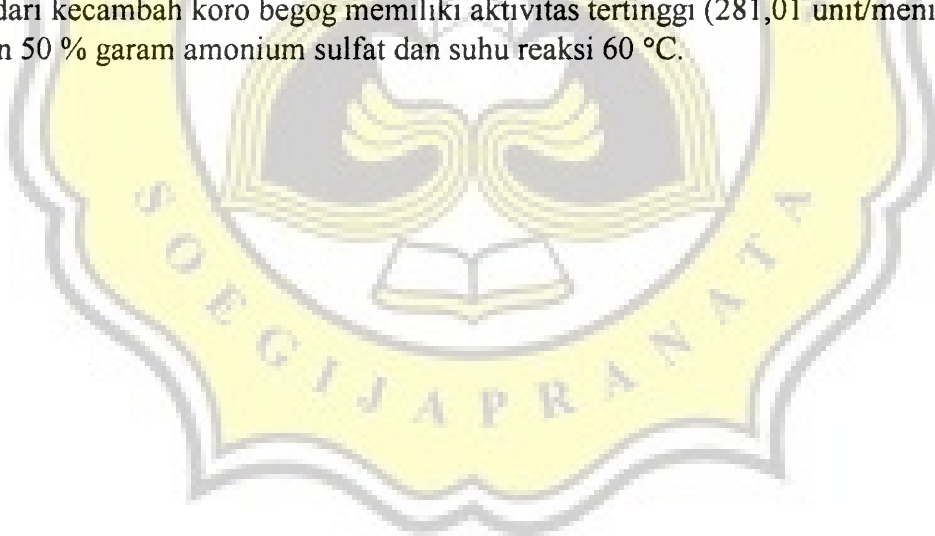 dari kecambah koro begog memiliki aktivitas tertinggi (281,01 unit/meni
n 50 % garam amonium sulfat dan suhu reaksi 60 °C.
SOEGIJAPRANATA